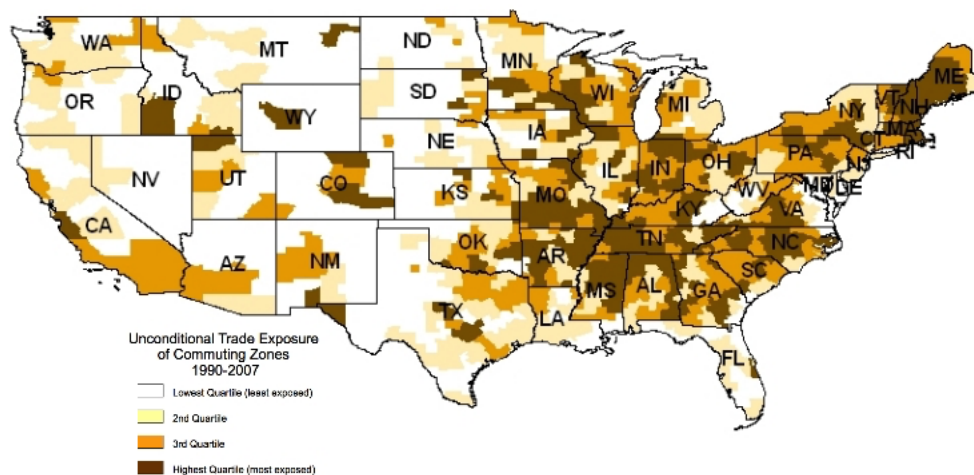 WA
MT
ND
MN
ME
OR
ID
SD
WI
MI
NY
VT
NH
WY
MA
CT
RI
NE
IA
PA
NJ
NV
UT
CO
KS
IL
IN
OH
MD
DE
MO
WV
VA
KY
CA
AZ
NM
OK
AR
TN
NC
SC
MS
AL
GA
TX
LA
FL
Unconditional Trade Exposure
of Commuting Zones
1990-2007
Lowest Quartile (least exposed)
2nd Quartile
3rd Quartile
Highest Quartile (most exposed)